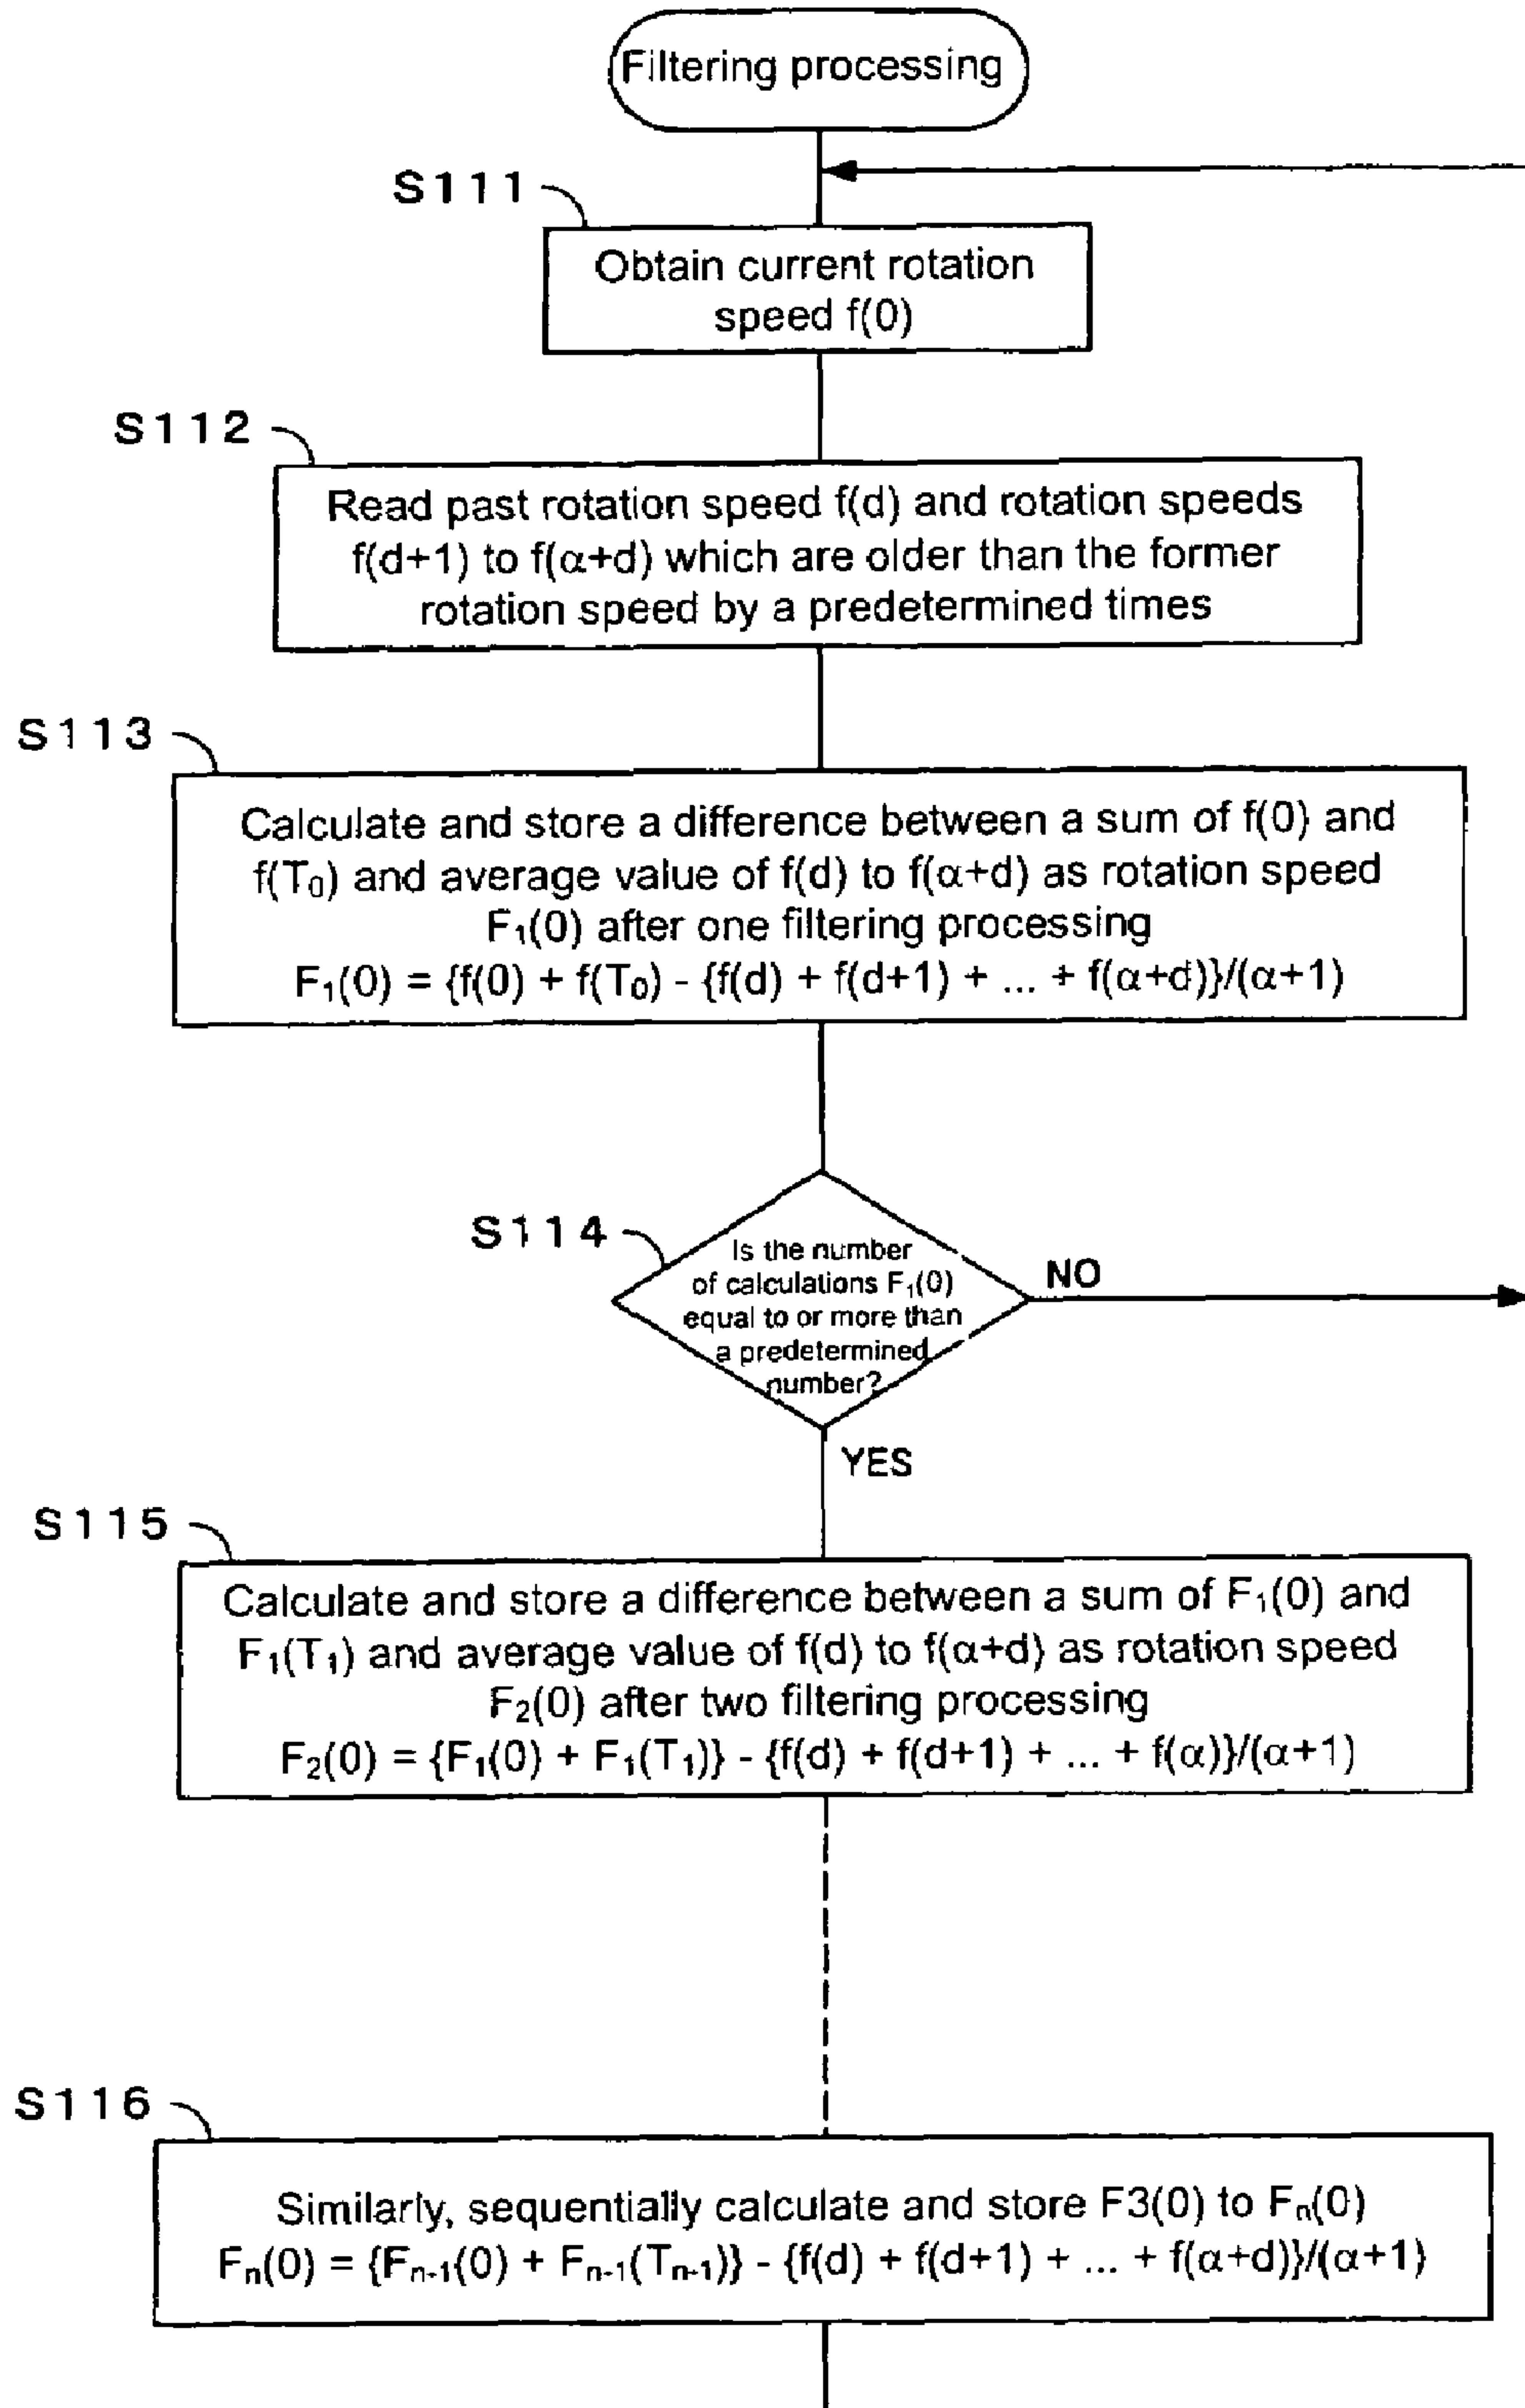 Filtering processing
S111
Obtain current rotation
speed f(0)
S112
Read past rotation speed f(d) and rotation speeds
f(d+1) to f(α+d) which are older than the former
rotation speed by a predetermined times
S113
Calculate and store a difference between a sum of f(0) and
f(T₀) and average value of f(d) to f(α+d) as rotation speed
F₁(0) after one filtering processing
F₁(0) = {f(0) + f(T₀) - {f(d) + f(d+1) + ... + f(α+d)}/(α+1)
S114
Is the number
of calculations F₁(0)
equal to or more than
a predetermined
number?
NO
YES
S115
Calculate and store a difference between a sum of F₁(0) and
F₁(T₁) and average value of f(d) to f(α+d) as rotation speed
F₂(0) after two filtering processing
F₂(0) = {F₁(0) + F₁(T₁)} - {f(d) + f(d+1) + ... + f(α)}/(α+1)
S116
Similarly, sequentially calculate and store F3(0) to Fₙ(0)
Fₙ(0) = {Fₙ₋₁(0) + Fₙ₋₁(Tₙ₋₁)} - {f(d) + f(d+1) + ... + f(α+d)}/(α+1)